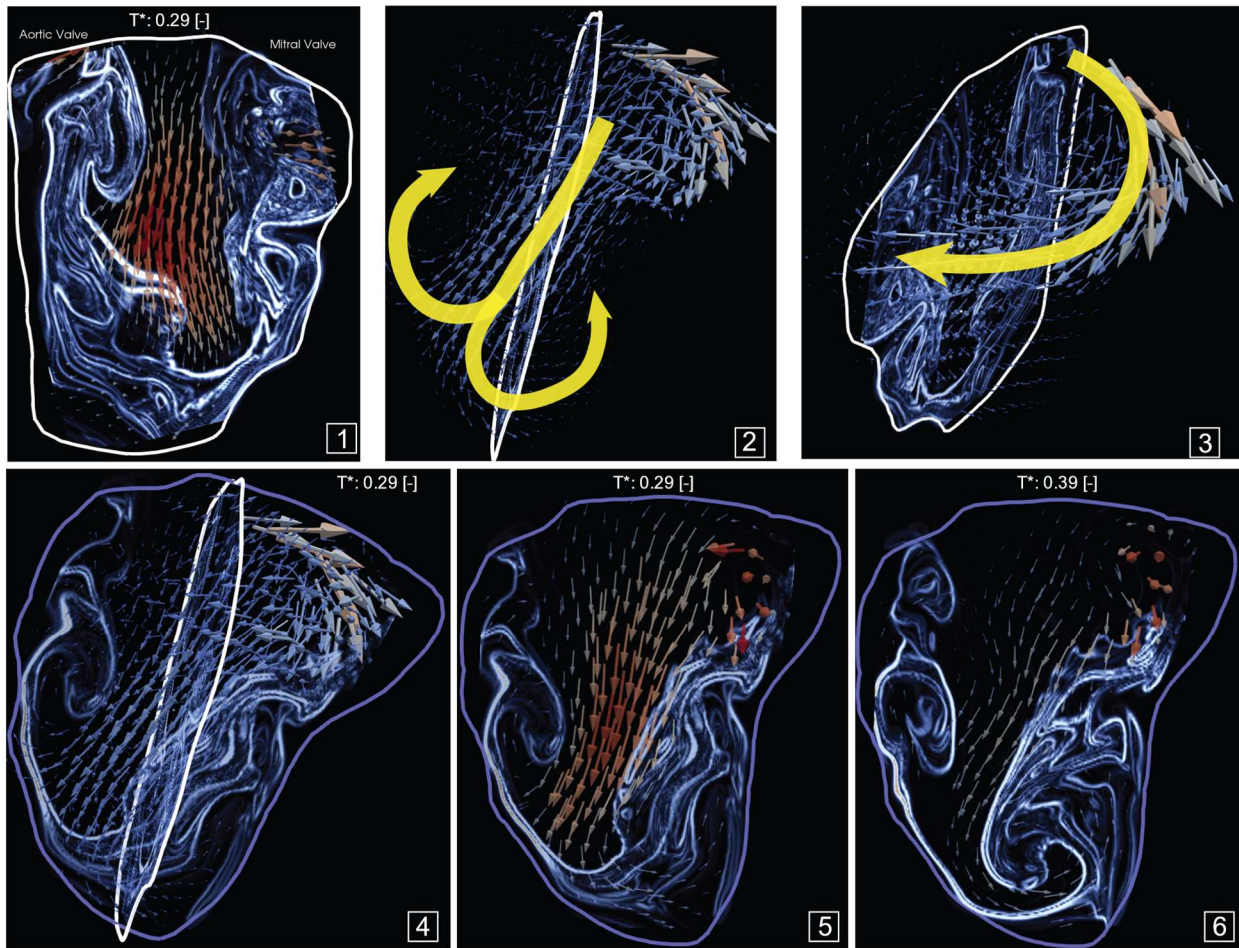 T*: 0.29 [-]
Aortic Valve
Mitral Valve
1
2
3
T*: 0.29 [-]
4
T*: 0.29 [-]
5
T*: 0.39 [-]
6